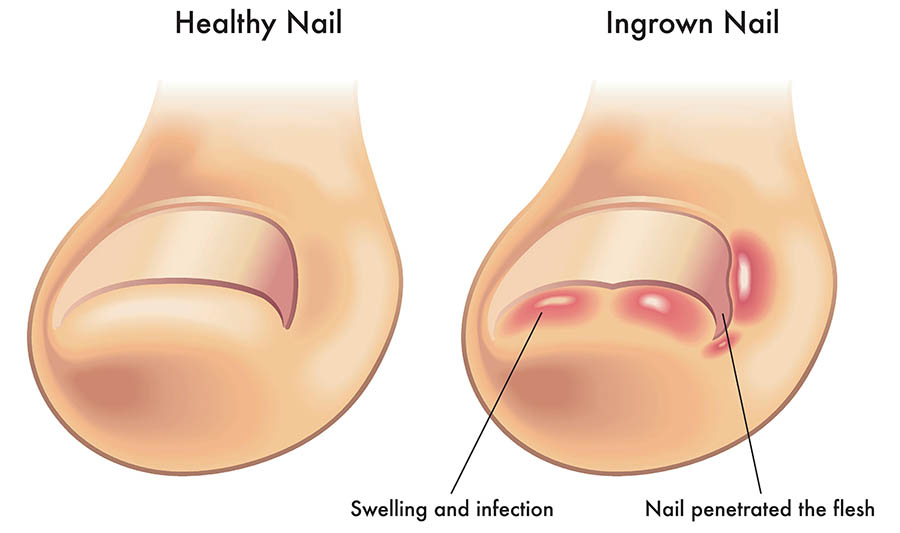 Healthy Nail
Ingrown Nail
Swelling and infection
Nail penetrated the flesh